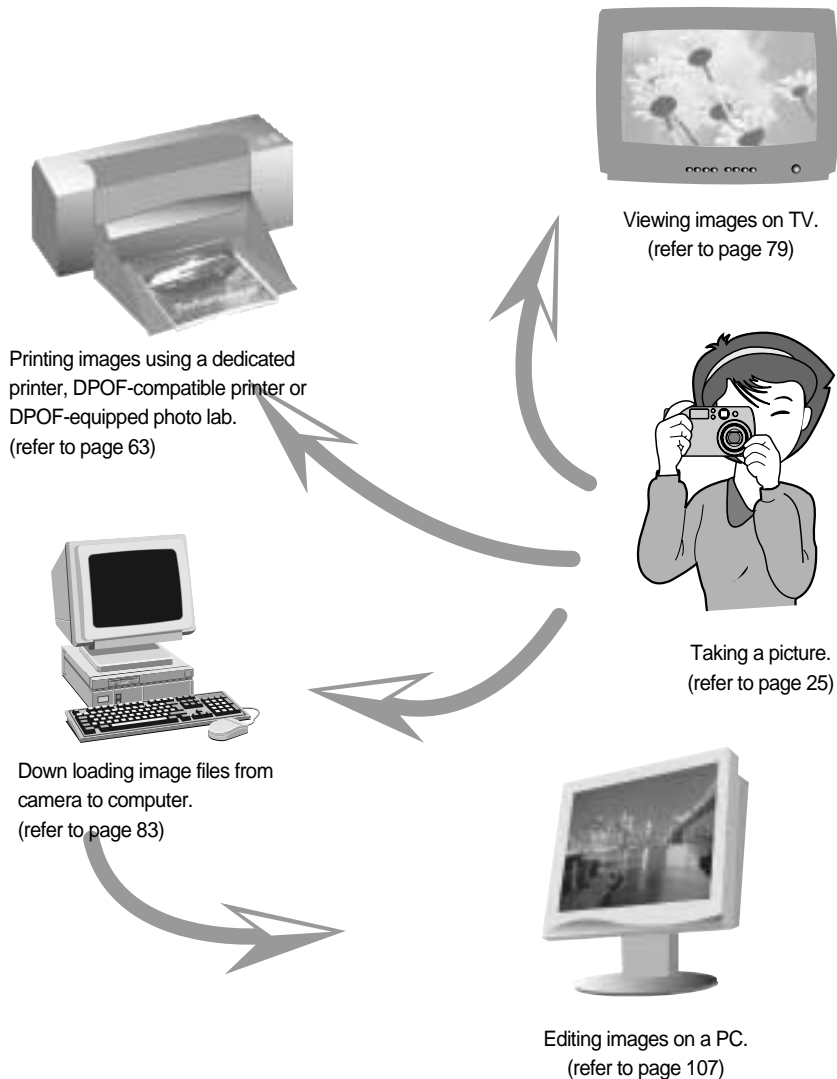 Viewing images on TV.
(refer to page 79)
Printing images using a dedicated
printer, DPOF-compatible printer or
DPOF-equipped photo lab.
(refer to page 63)
Taking a picture.
(refer to page 25)
Down loading image files from
camera to computer.
(refer to page 83)
Editing images on a PC.
(refer to page 107)